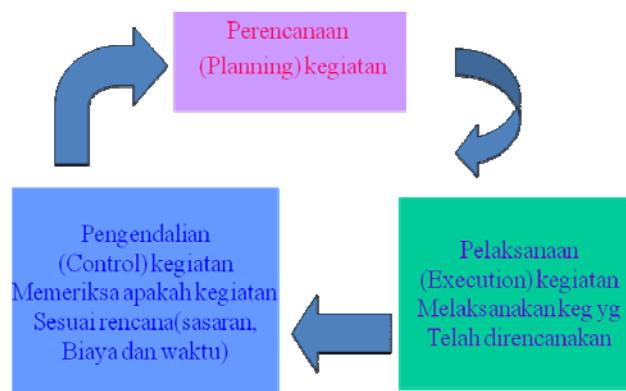 Perencanaan
(Planning) kegiatan
Pengendalian
(Control) kegiatan
Memeriksa apakah kegiatan
Sesuai rencana(sasaran,
Biaya dan waktu)
Pelaksanaan
(Execution) kegiatan
Melaksanakan keg yg
Telah direncanakan